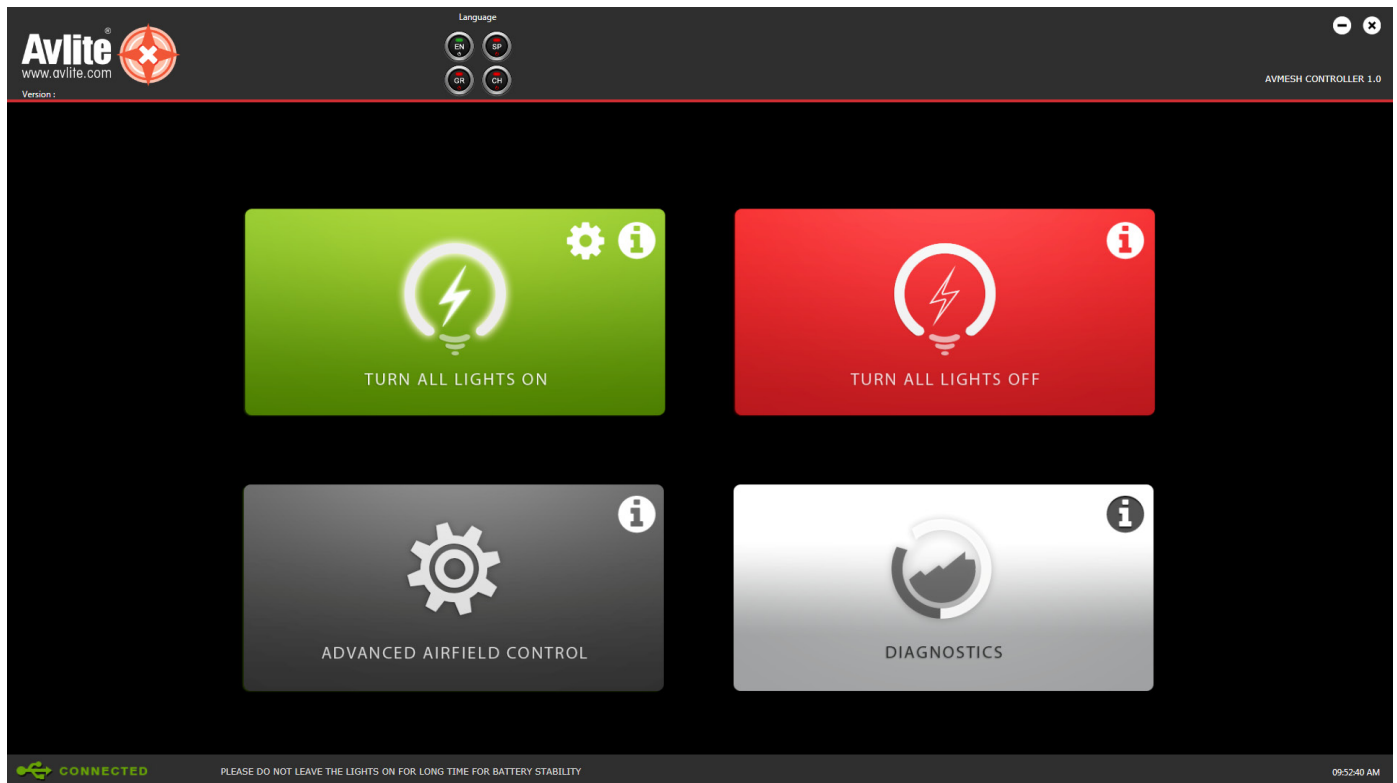 Avlite®
www.avlite.com
Version :
Language
EN SP
GR CH
AVMESH CONTROLLER 1.0
TURN ALL LIGHTS ON
TURN ALL LIGHTS OFF
ADVANCED AIRFIELD CONTROL
DIAGNOSTICS
CONNECTED
PLEASE DO NOT LEAVE THE LIGHTS ON FOR LONG TIME FOR BATTERY STABILITY
09:52:40 AM